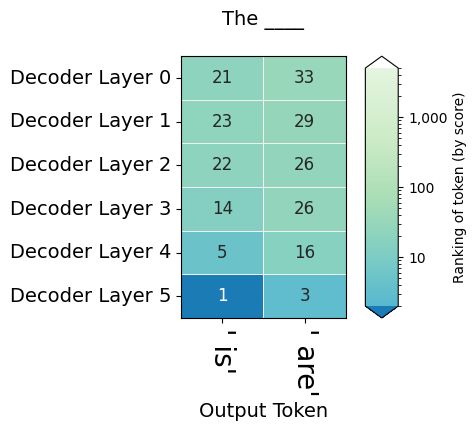 The ____
Decoder Layer 0 21 33
Decoder Layer 1 23 29
Decoder Layer 2 22 26
Decoder Layer 3 14 26
Decoder Layer 4 5 16
Decoder Layer 5 1 3
' is'
' are'
Output Token
1,000
100
10
Ranking of token (by score)